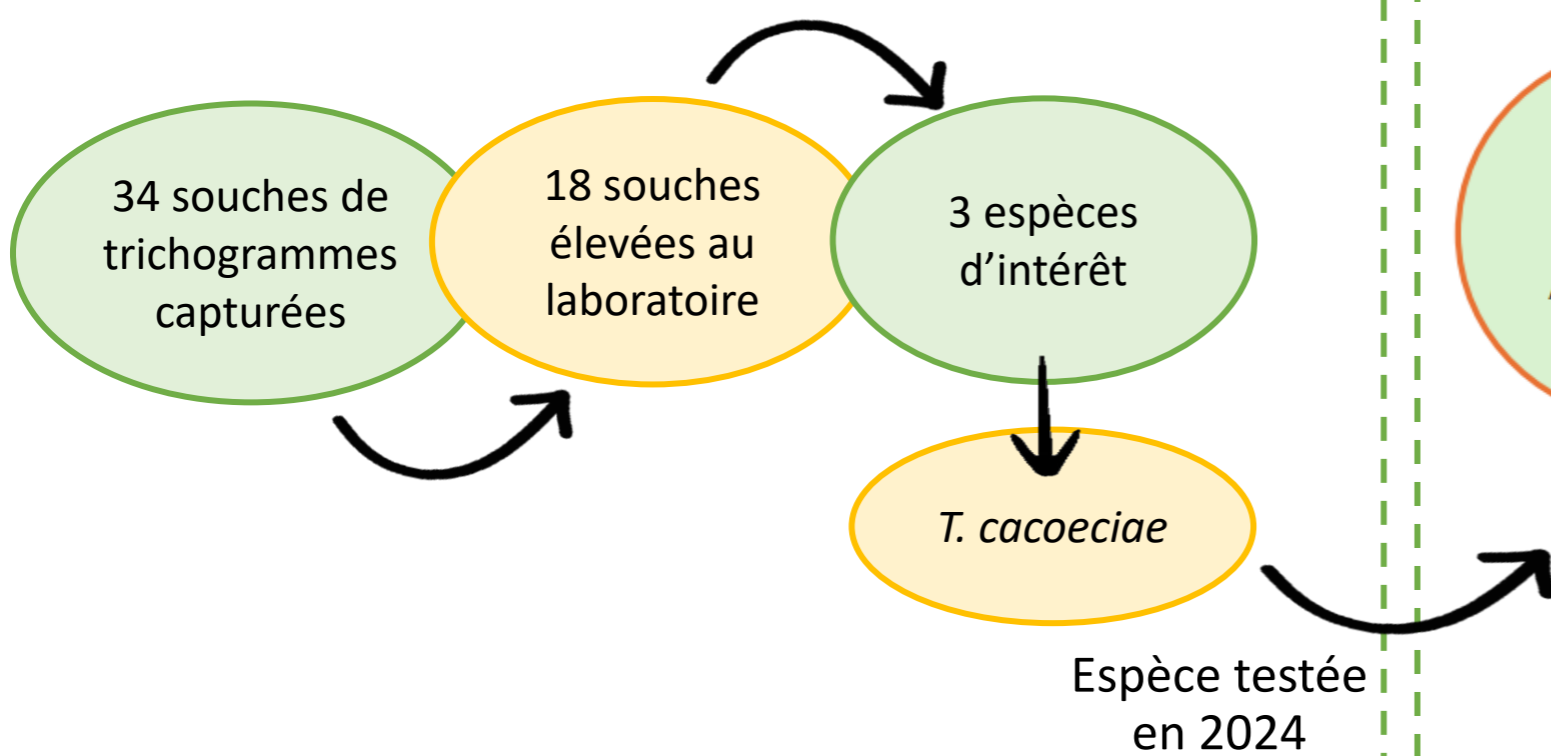 34 souches de
trichogrammes
capturées
18 souches
élevées au
laboratoire
3 espèces
d’intérêt
T. cacoeciae
Espèce testée
en 2024